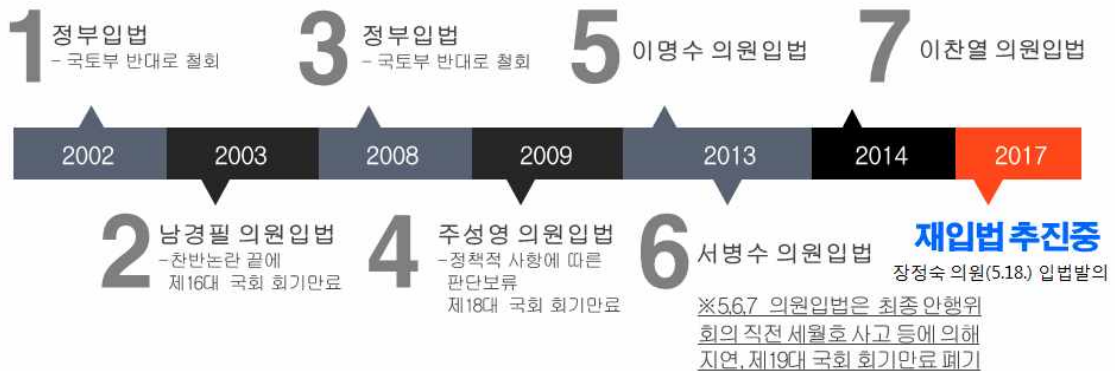 1 정부입법
- 국토부 반대로 철회
3 정부입법
- 국토부 반대로 철회
5 이명수 의원입법
7 이찬열 의원입법
2002 2003 2008 2009 2013 2014 2017
2 남경필 의원입법
-찬반논란 끝에
제16대 국회 회기만료
4 주성영 의원입법
-정책적 사항에 따른
판단보류
제18대 국회 회기만료
6 서병수 의원입법
※5,6,7 의원입법은 최종 안행위
회의 직전 세월호 사고 등에 의해
지연, 제19대 국회 회기만료 폐기
재입법 추진중
장정숙 의원(5.18.) 입법발의